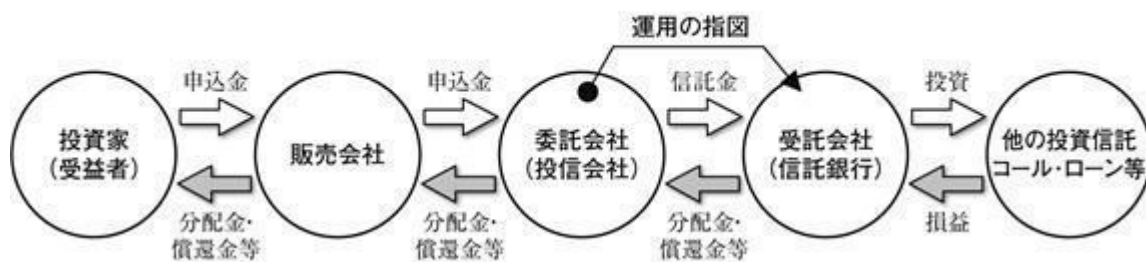 運用の指図
申込金
申込金
信託金
投資
投資家
(受益者)
販売会社
委託会社
(投信会社)
受託会社
(信託銀行)
他の投資信託
コール・ローン等
分配金・
償還金等
分配金・
償還金等
分配金・
償還金等
損益